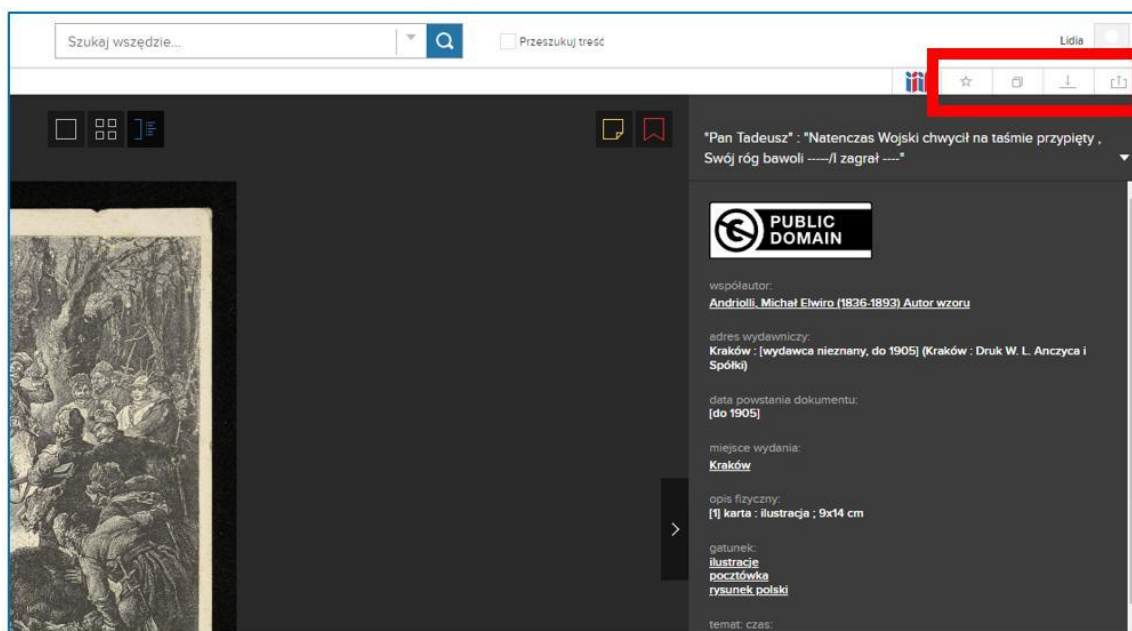 Szukaj wszędzie...
Przeszukuj treść
Lidia
"Pan Tadeusz" : "Natenczas Wojski chwycił na taśmie przypięty ,
Swój róg bawoli -----/I zagrał ----"
PUBLIC
DOMAIN
współautor:
Andriolli, Michał Elwiro (1836-1893) Autor wzoru
adres wydawniczy:
Kraków : [wydawca nieznany, do 1905] (Kraków : Druk W. L. Anczyca i
Spółki)
data powstania dokumentu:
[do 1905]
miejsce wydania:
Kraków
opis fizyczny:
[1] karta : ilustracja ; 9x14 cm
gatunek:
ilustracje
pocztówka
rysunek polski
temat: czas: